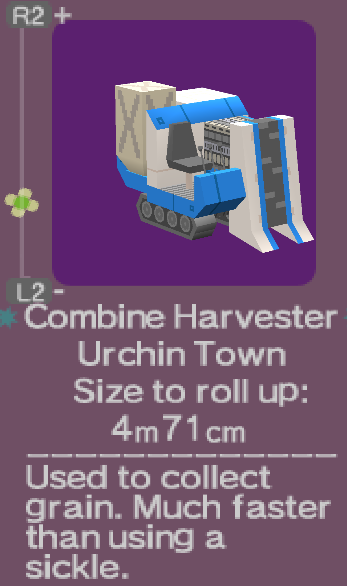 R2 +
L2 -
Combine Harvester
Urchin Town
Size to roll up:
4m71cm
Used to collect
grain. Much faster
than using a
sickle.